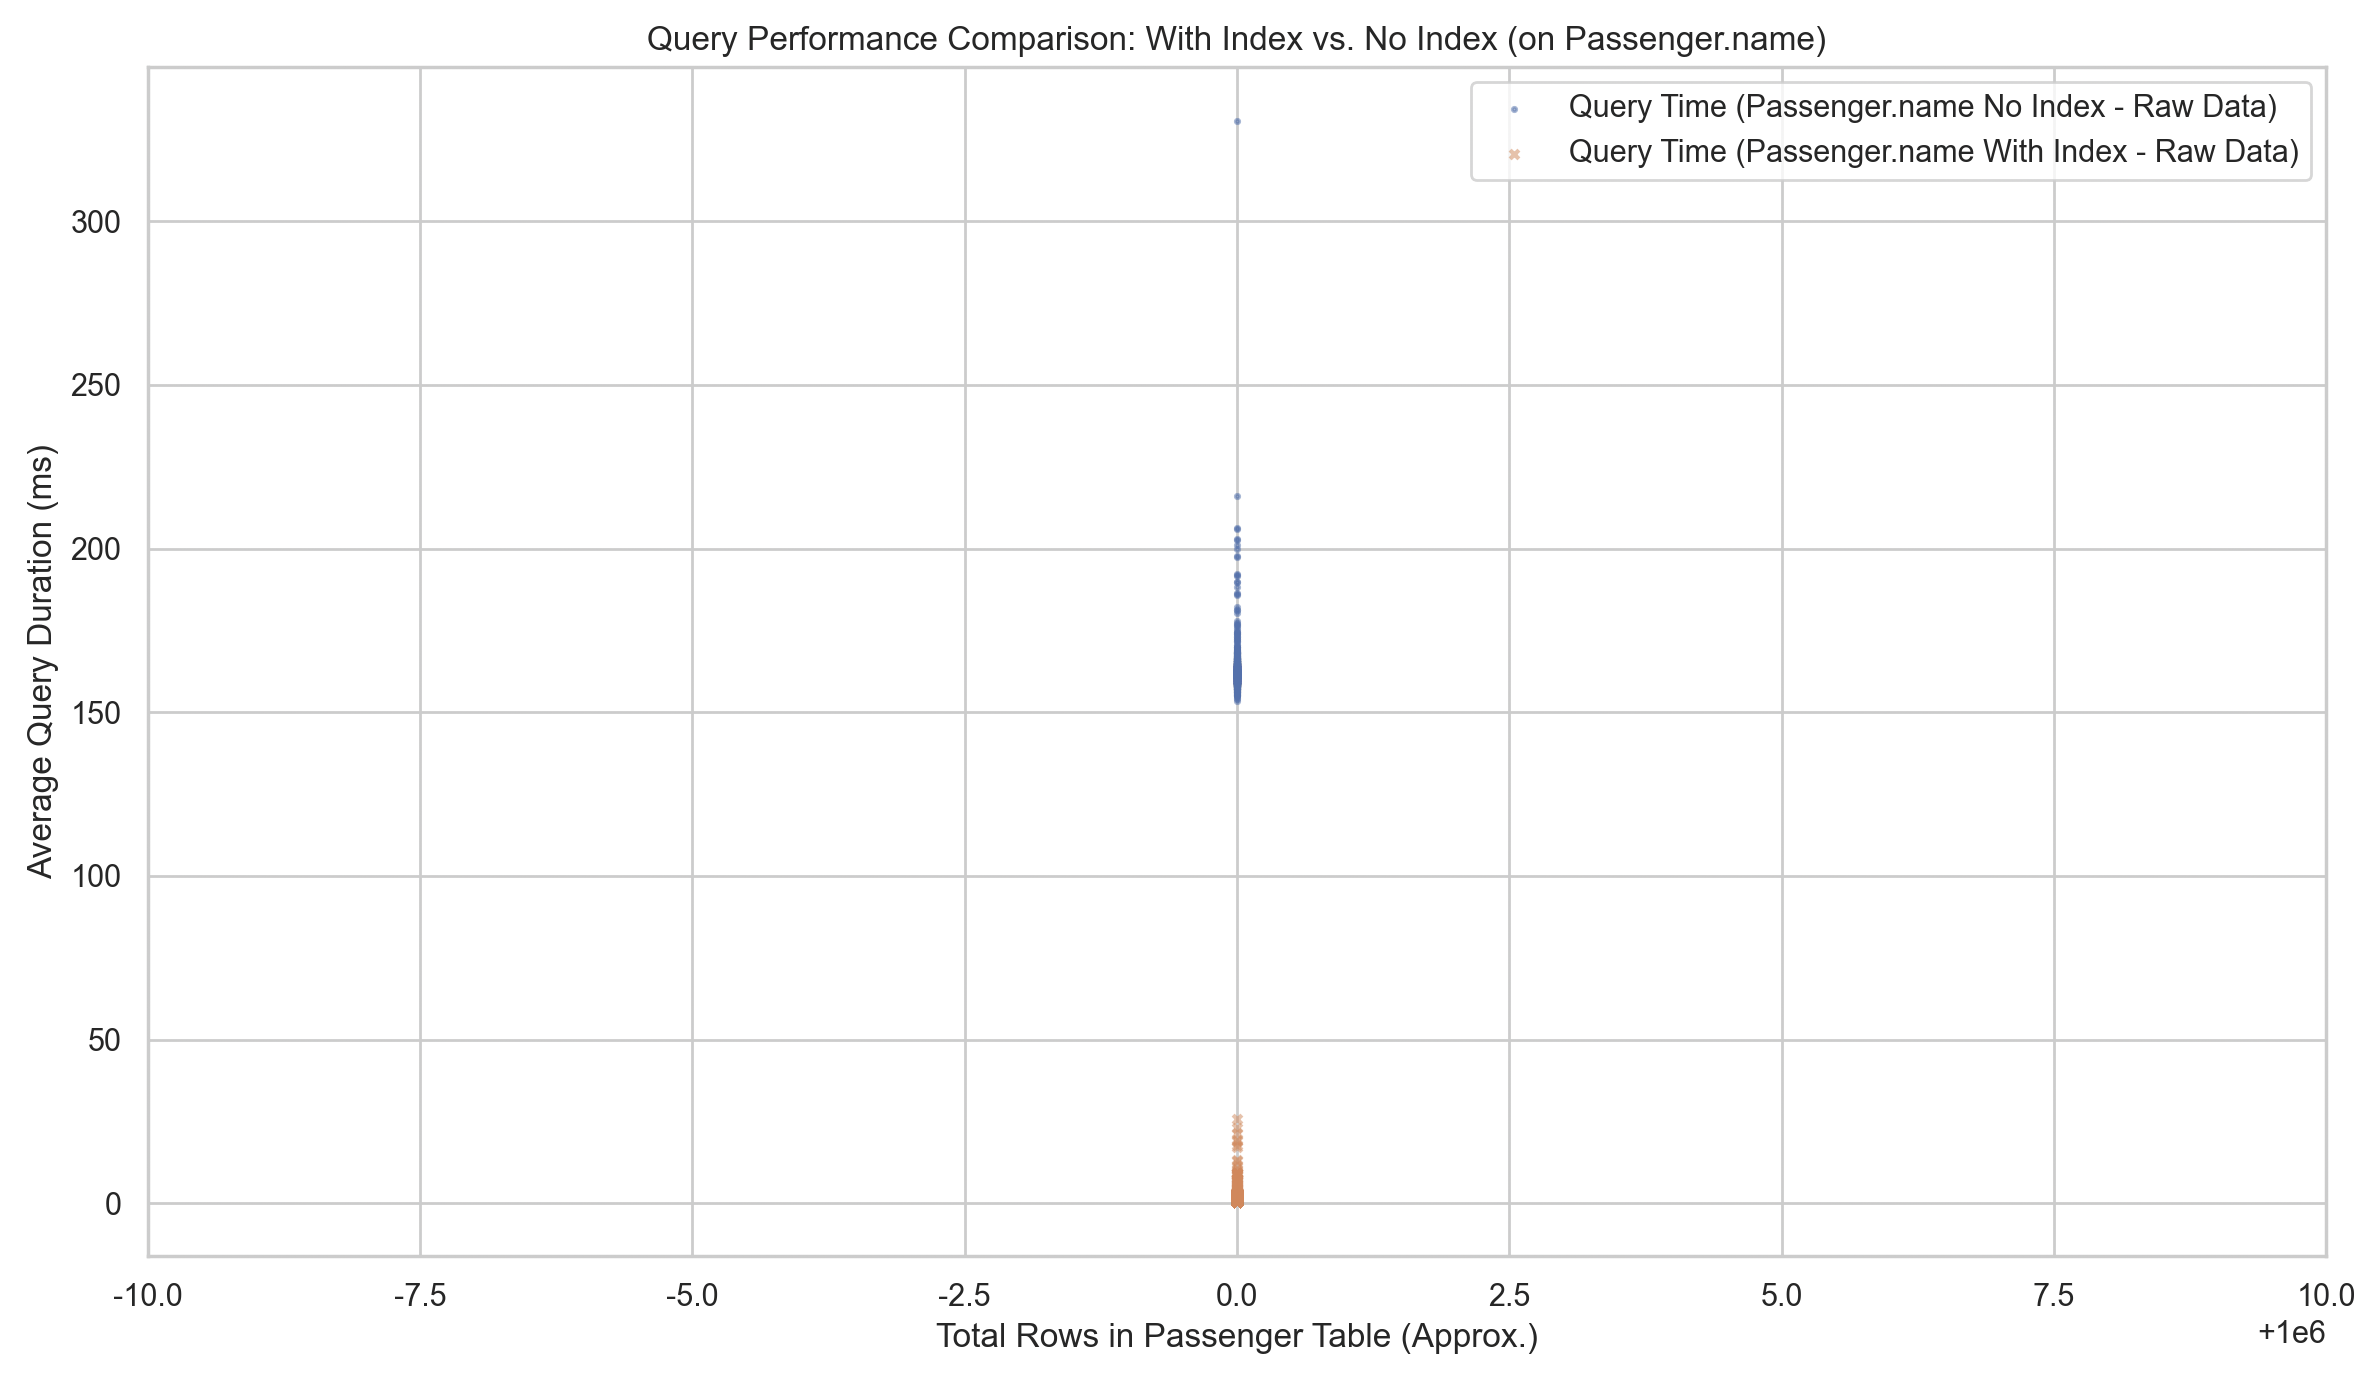 Query Performance Comparison: With Index vs. No Index (on Passenger.name)
Query Time (Passenger.name No Index - Raw Data)
Query Time (Passenger.name With Index - Raw Data)
Average Query Duration (ms)
300
250
200
150
100
50
0
-10.0 -7.5 -5.0 -2.5 0.0 2.5 5.0 7.5 10.0
+1e6
Total Rows in Passenger Table (Approx.)